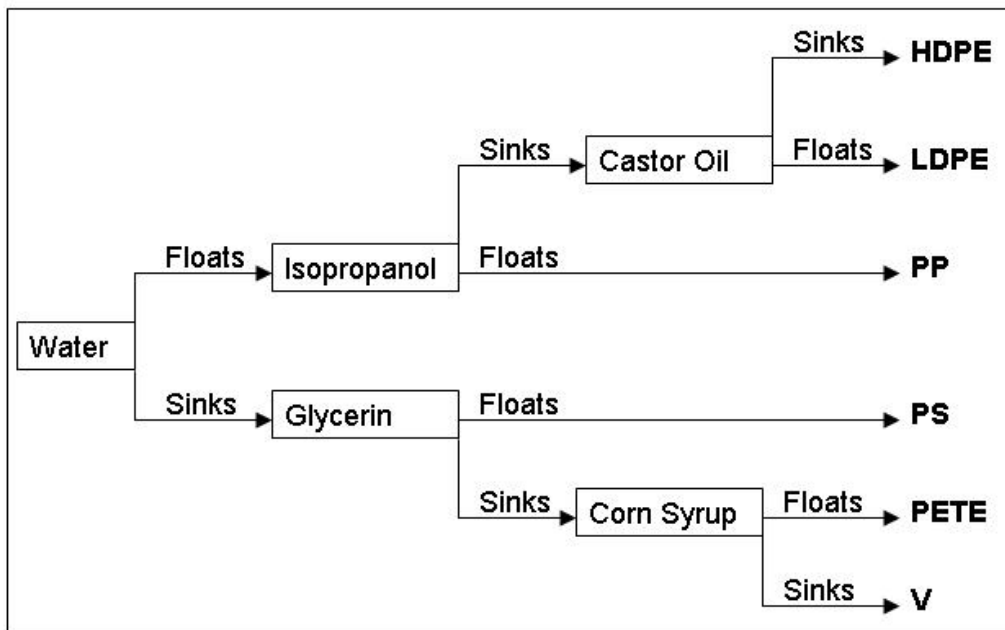 Sinks HDPE
Sinks Castor Oil Floats LDPE
Floats Isopropanol Floats PP
Water
Sinks Glycerin Floats PS
Sinks Corn Syrup Floats PETE
Sinks V